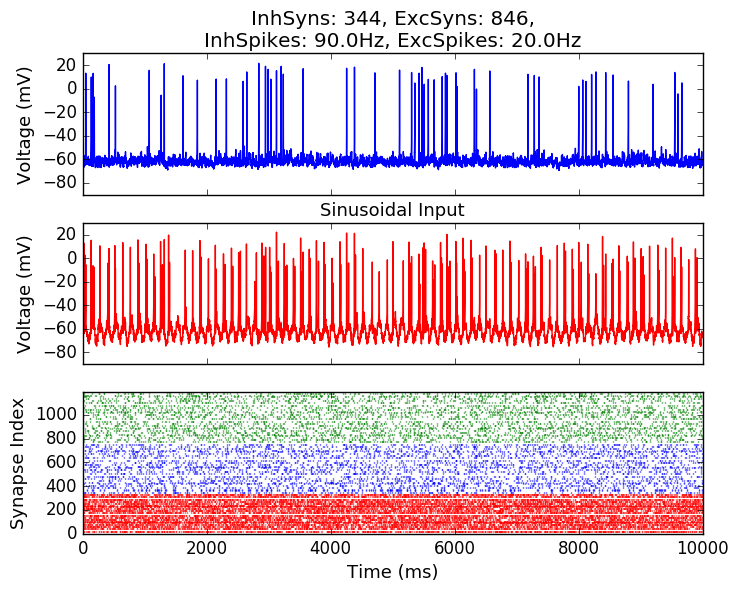 InhSyns: 344, ExcSyns: 846,
InhSpikes: 90.0Hz, ExcSpikes: 20.0Hz
20
0
−20
−40
−60
−80
Voltage (mV)
Sinusoidal Input
20
0
−20
−40
−60
−80
Voltage (mV)
1000
800
600
400
200
0
Synapse Index
0 2000 4000 6000 8000 10000
Time (ms)